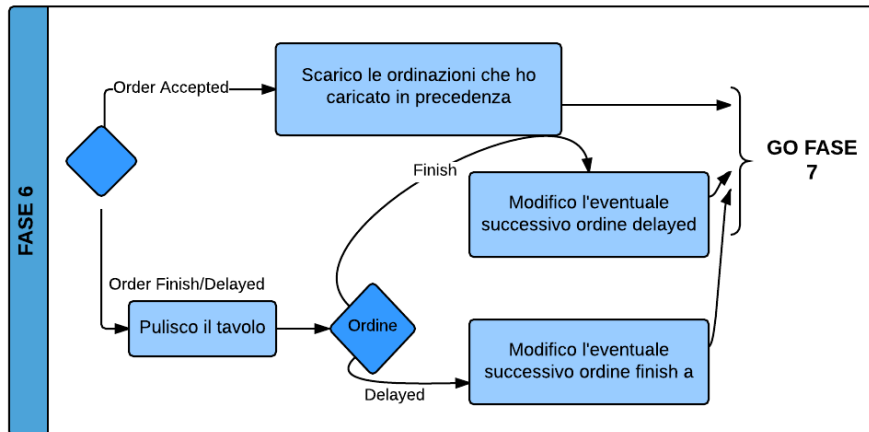 FASE 6
Order Accepted
Scarico le ordinazioni che ho
caricato in precedenza
GO FASE
7
Finish
Modifico l'eventuale
successivo ordine delayed
Order Finish/Delayed
Pulisco il tavolo
Ordine
Modifico l'eventuale
successivo ordine finish a
Delayed